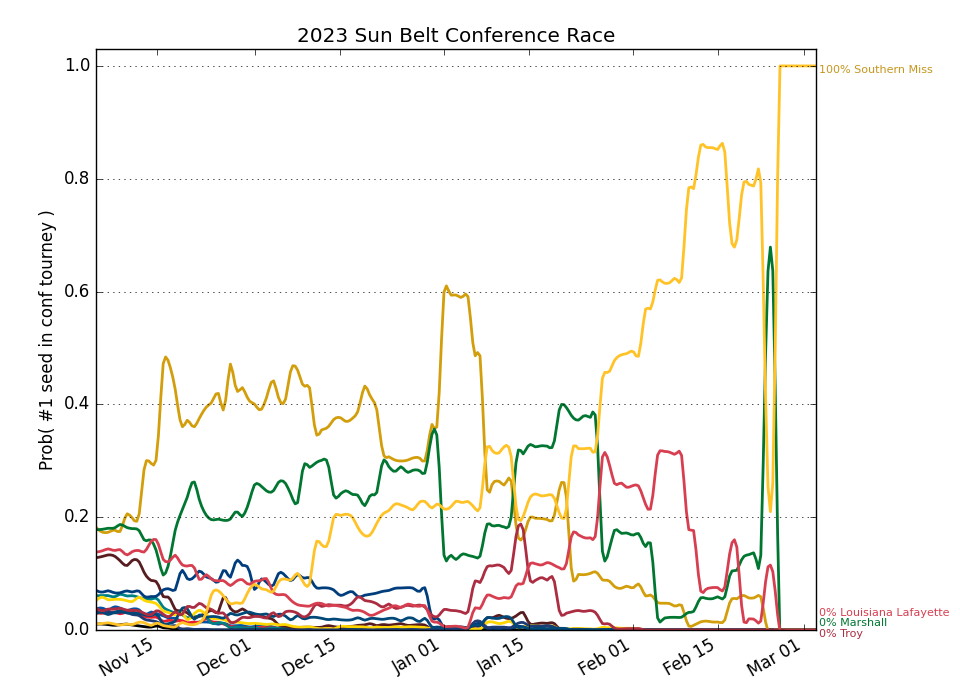 2023 Sun Belt Conference Race
Prob( #1 seed in conf tourney )
1.0
0.8
0.6
0.4
0.2
0.0
100% Southern Miss
0% Louisiana Lafayette
0% Marshall
0% Troy
Nov 15
Dec 01
Dec 15
Jan 01
Jan 15
Feb 01
Feb 15
Mar 01